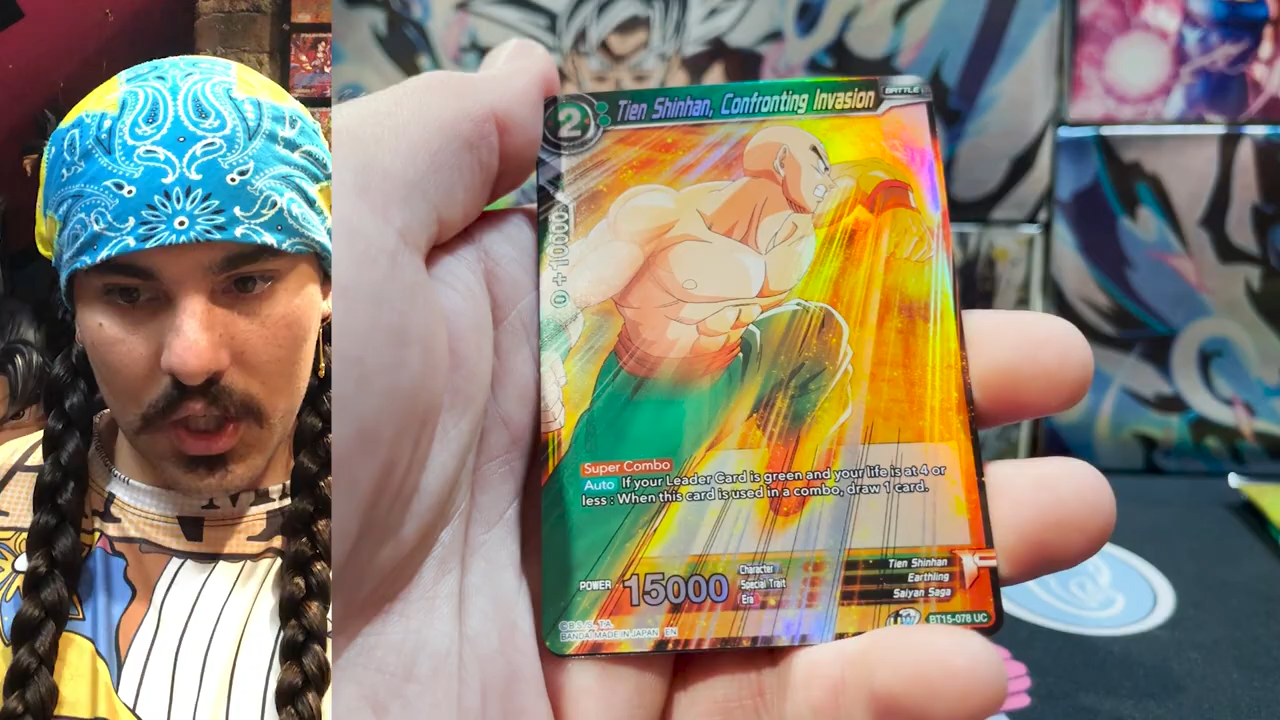 2
Tien Shinhan, Confronting Invasion
BATTLE
0 +10000
Super Combo
Auto If your Leader Card is green and your life is at 4 or
less : When this card is used in a combo, draw 1 card.
POWER 15000
Character Tien Shinhan
Special Trait Earthling
Era Saiyan Saga
©B.S./S., T.A.
BANDAI MADE IN JAPAN EN
UW
BT15-078 UC